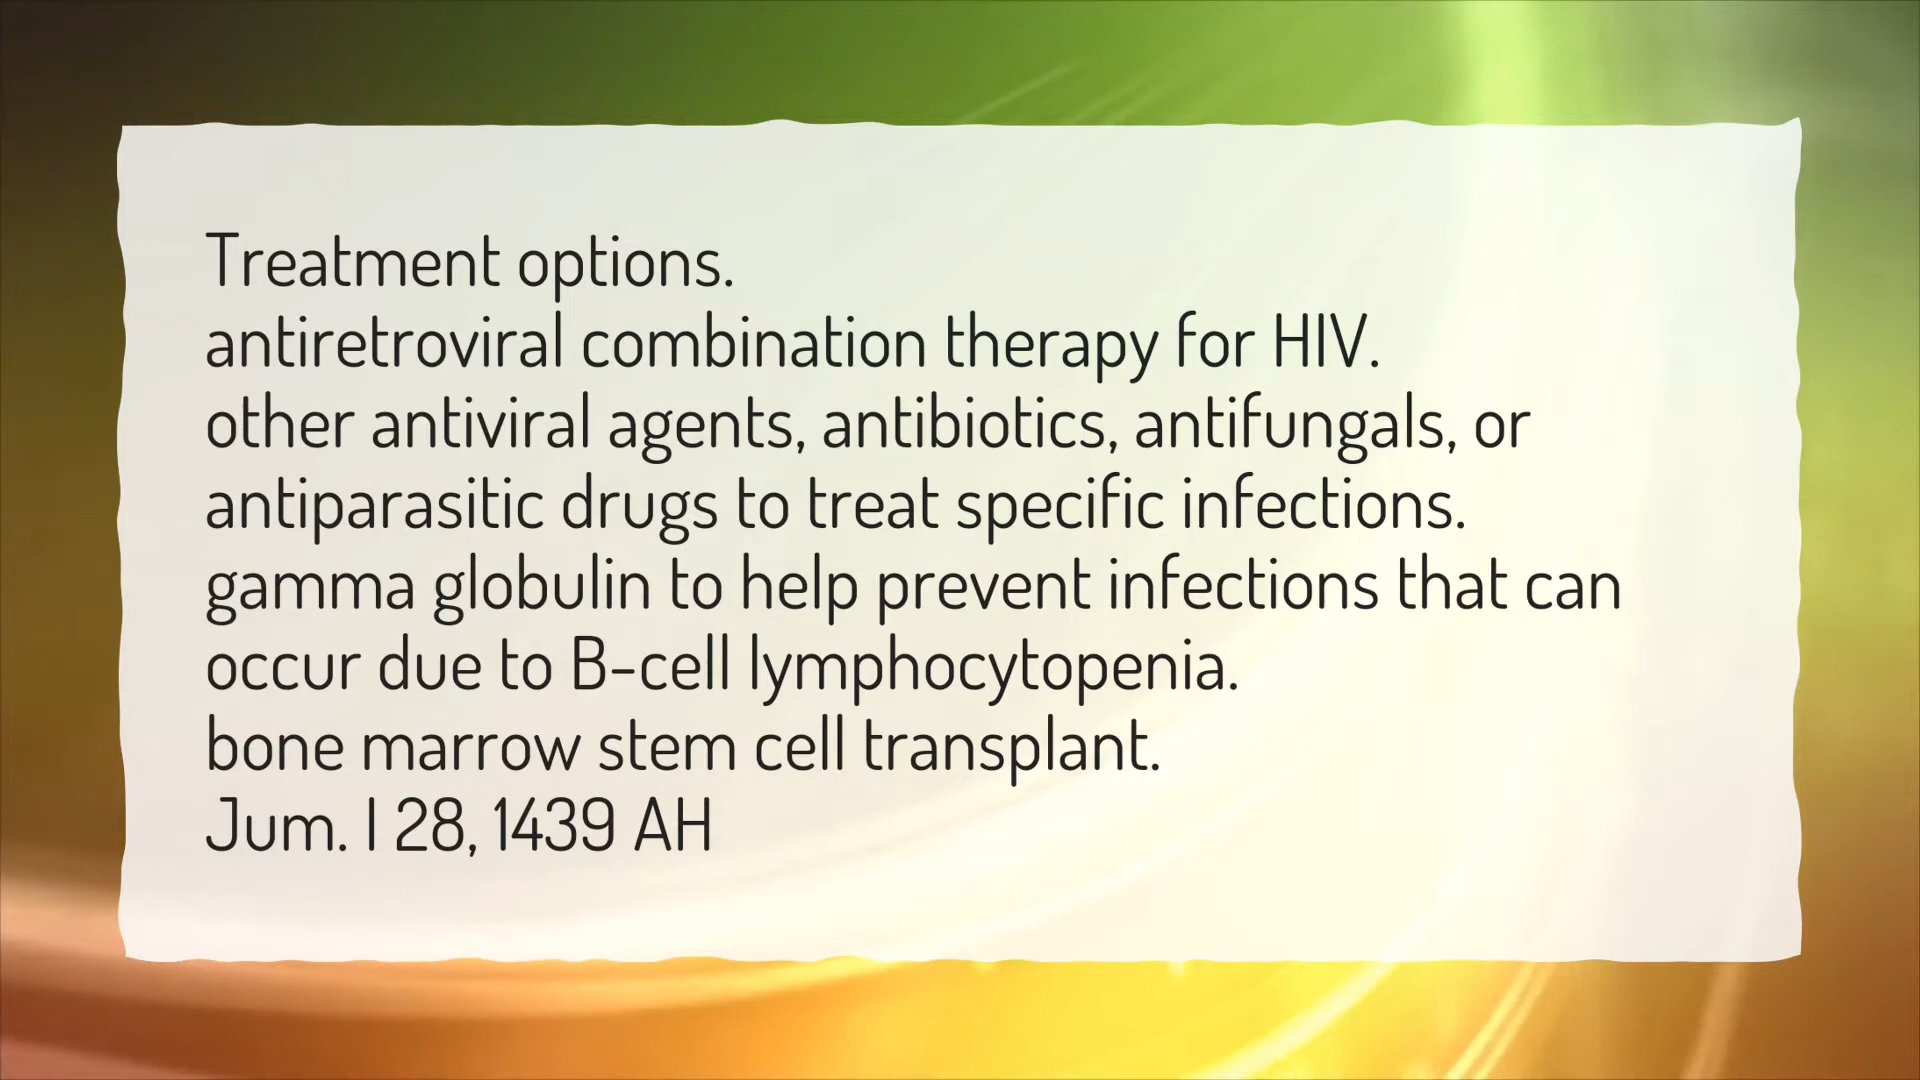 Treatment options.
antiretroviral combination therapy for HIV.
other antiviral agents, antibiotics, antifungals, or
antiparasitic drugs to treat specific infections.
gamma globulin to help prevent infections that can
occur due to B-cell lymphocytopenia.
bone marrow stem cell transplant.
Jum. I 28, 1439 AH